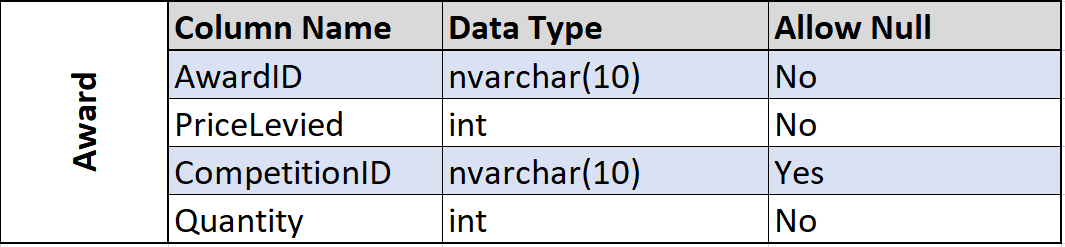 Award
Column Name Data Type Allow Null
AwardID nvarchar(10) No
PriceLevied int No
CompetitionID nvarchar(10) Yes
Quantity int No